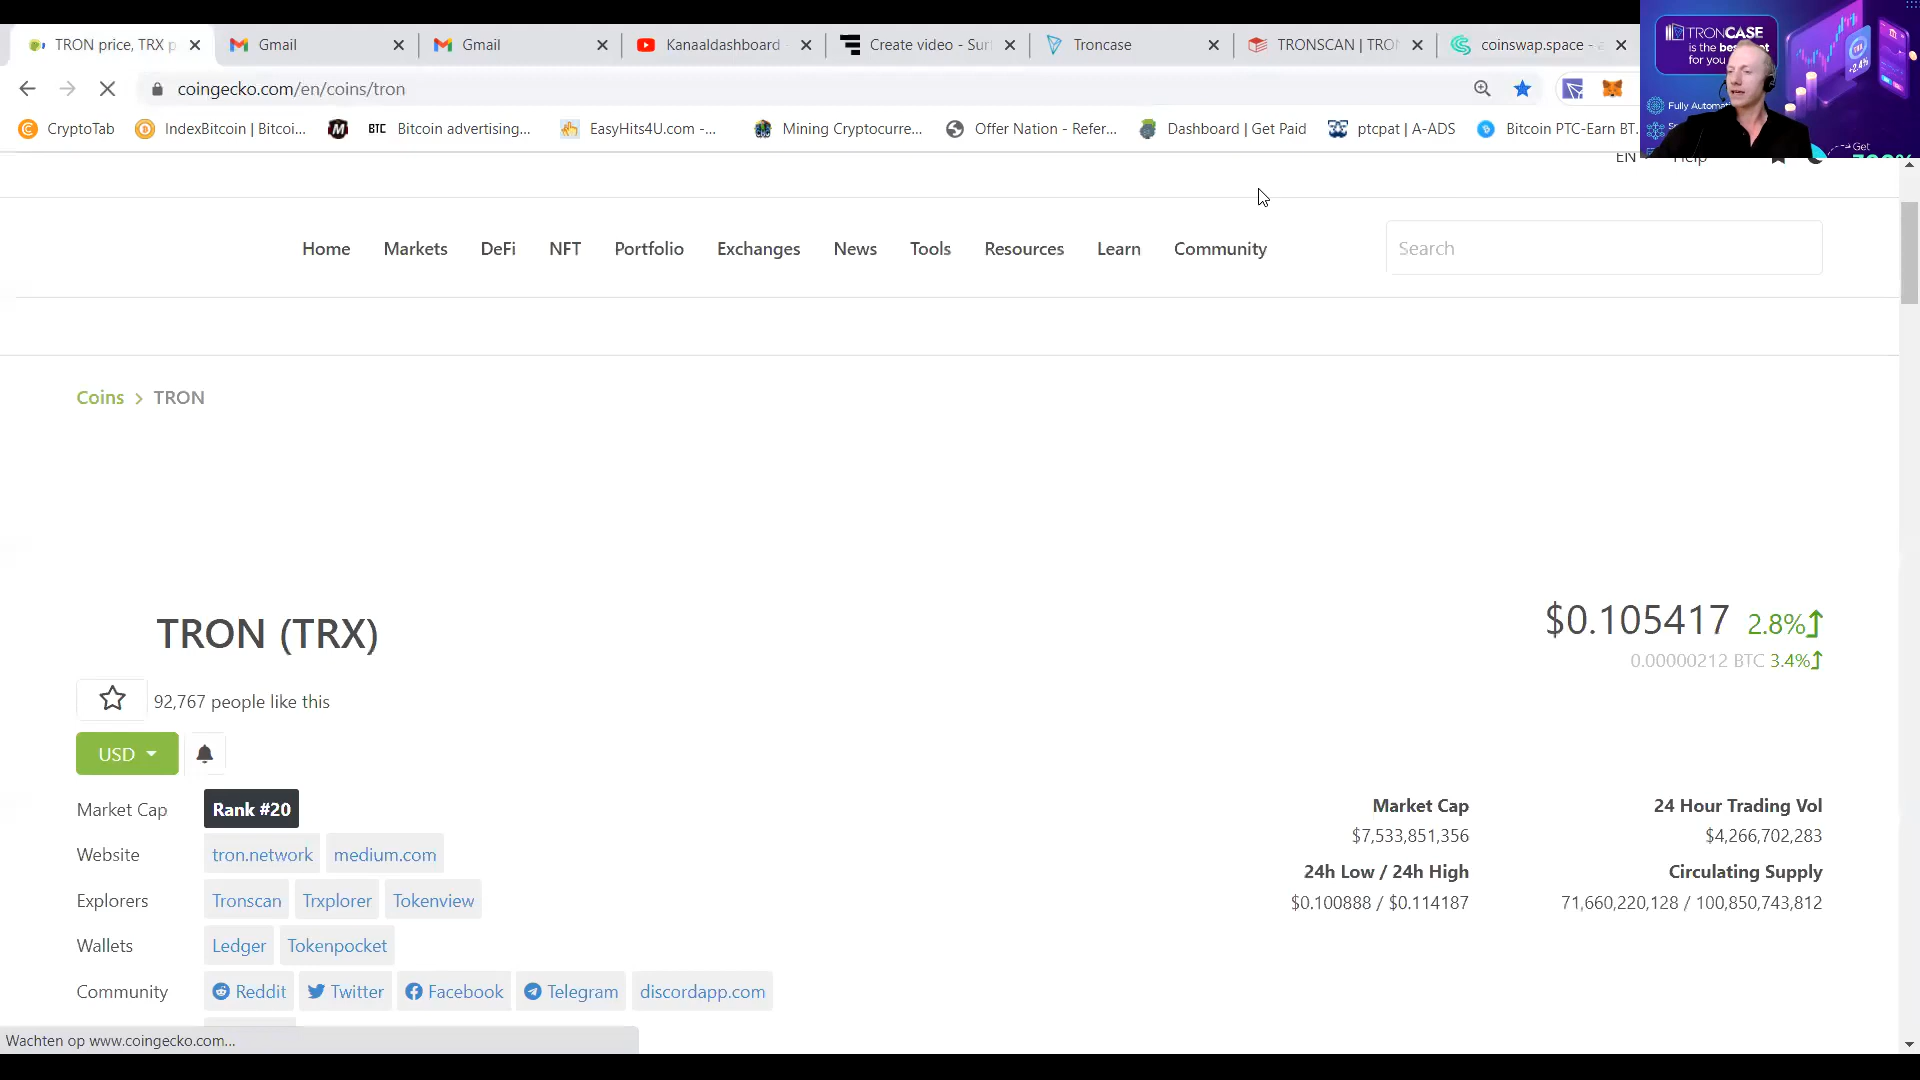 TRON price, TRX p
Gmail
Gmail
Kanaaldashboard
Create video - Sur
Troncase
TRONSCAN | TRO
coinswap.space -
coingecko.com/en/coins/tron
CryptoTab
IndexBitcoin | Bitcoi...
BTC Bitcoin advertising...
EasyHits4U.com -...
Mining Cryptocurre...
Offer Nation - Refer...
Dashboard | Get Paid
ptcpat | A-ADS
Bitcoin PTC-Earn BT.
TRONCASE
is the
for you
Fully Automa
Get
EN
Help
Home Markets DeFi NFT Portfolio Exchanges News Tools Resources Learn Community
Search
Coins > TRON
TRON (TRX)
$0.105417 2.8%
0.00000212 BTC 3.4%
92,767 people like this
USD
Market Cap Rank #20
Website tron.network medium.com
Explorers Tronscan Trxplorer Tokenview
Wallets Ledger Tokenpocket
Community Reddit Twitter Facebook Telegram discordapp.com
Market Cap
$7,533,851,356
24 Hour Trading Vol
$4,266,702,283
24h Low / 24h High
$0.100888 / $0.114187
Circulating Supply
71,660,220,128 / 100,850,743,812
Wachten op www.coingecko.com...